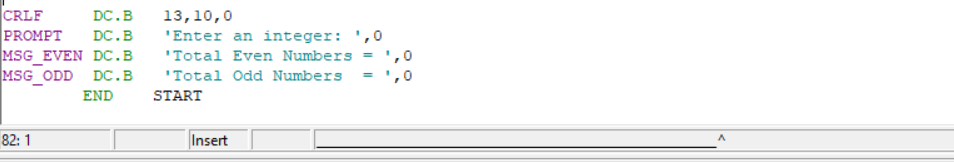 CRLF DC.B 13,10,0
PROMPT DC.B 'Enter an integer: ',0
MSG_EVEN DC.B 'Total Even Numbers = ',0
MSG_ODD DC.B 'Total Odd Numbers  = ',0
END START
82: 1 Insert ^